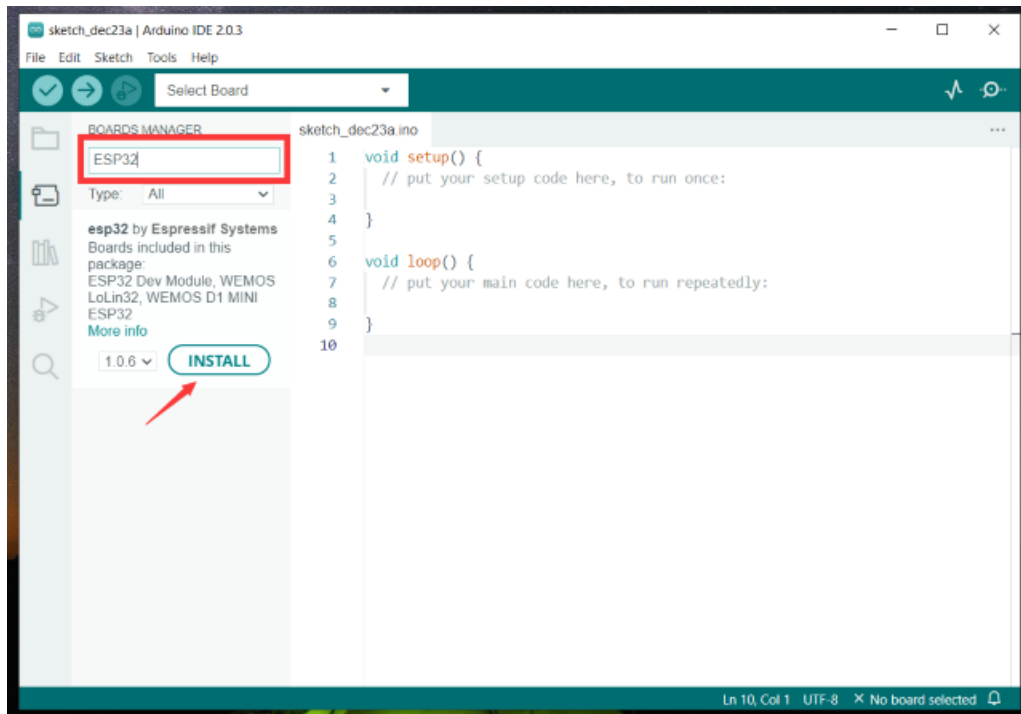 sketch_dec23a | Arduino IDE 2.0.3
File Edit Sketch Tools Help
Select Board
BOARDS MANAGER
ESP32
Type: All
esp32 by Espressif Systems
Boards included in this
package:
ESP32 Dev Module, WEMOS
LoLin32, WEMOS D1 MINI
ESP32
More info
1.0.6 INSTALL
sketch_dec23a.ino
1 void setup() {
2 // put your setup code here, to run once:
3
4 }
5
6 void loop() {
7 // put your main code here, to run repeatedly:
8
9 }
10
Ln 10, Col 1 UTF-8 No board selected